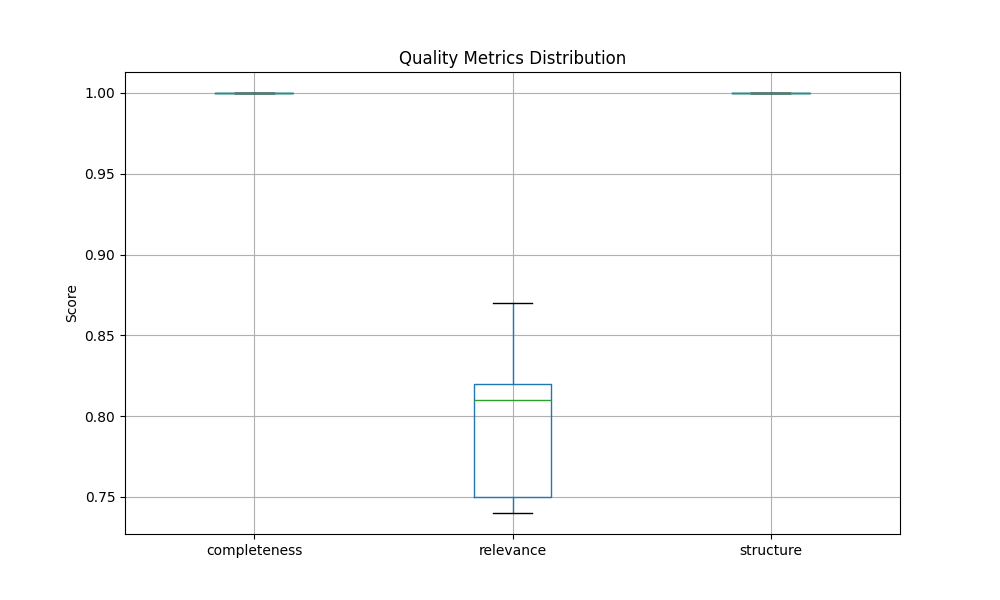 Quality Metrics Distribution
1.00
0.95
0.90
0.85
0.80
0.75
Score
completeness relevance structure